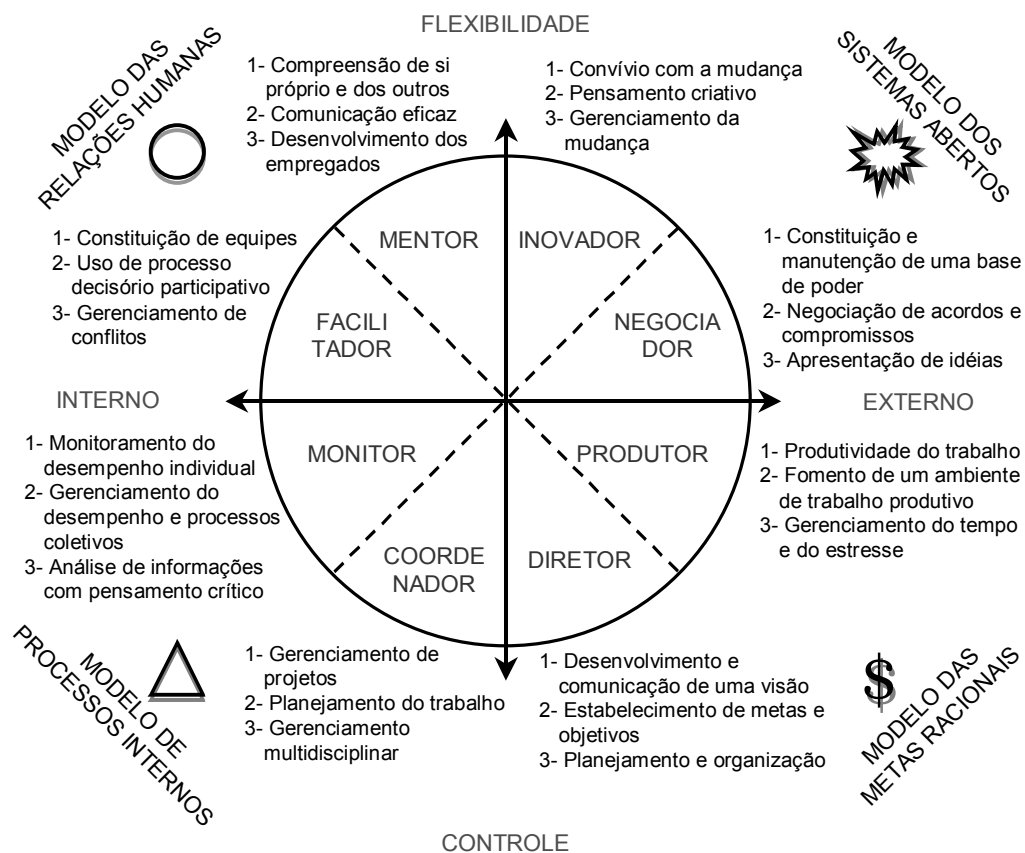 FLEXIBILIDADE
MODELO DAS
RELAÇÕES HUMANAS
1- Compreensão de si
próprio e dos outros
2- Comunicação eficaz
3- Desenvolvimento dos
empregados
1- Convívio com a mudança
2- Pensamento criativo
3- Gerenciamento da
mudança
MODELO DOS
SISTEMAS ABERTOS
1- Constituição de equipes
2- Uso de processo
decisório participativo
3- Gerenciamento de
conflitos
MENTOR
INOVADOR
FACILI
TADOR
NEGOCIA
DOR
1- Constituição e
manutenção de uma base
de poder
2- Negociação de acordos e
compromissos
3- Apresentação de idéias
INTERNO
EXTERNO
1- Monitoramento do
desempenho individual
2- Gerenciamento do
desempenho e processos
coletivos
3- Análise de informações
com pensamento crítico
MONITOR
PRODUTOR
COORDE
NADOR
DIRETOR
1- Produtividade do trabalho
2- Fomento de um ambiente
de trabalho produtivo
3- Gerenciamento do tempo
e do estresse
MODELO DE
PROCESSOS INTERNOS
1- Gerenciamento de
projetos
2- Planejamento do trabalho
3- Gerenciamento
multidisciplinar
1- Desenvolvimento e
comunicação de uma visão
2- Estabelecimento de metas e
objetivos
3- Planejamento e organização
$
MODELO DAS
METAS RACIONAIS
CONTROLE